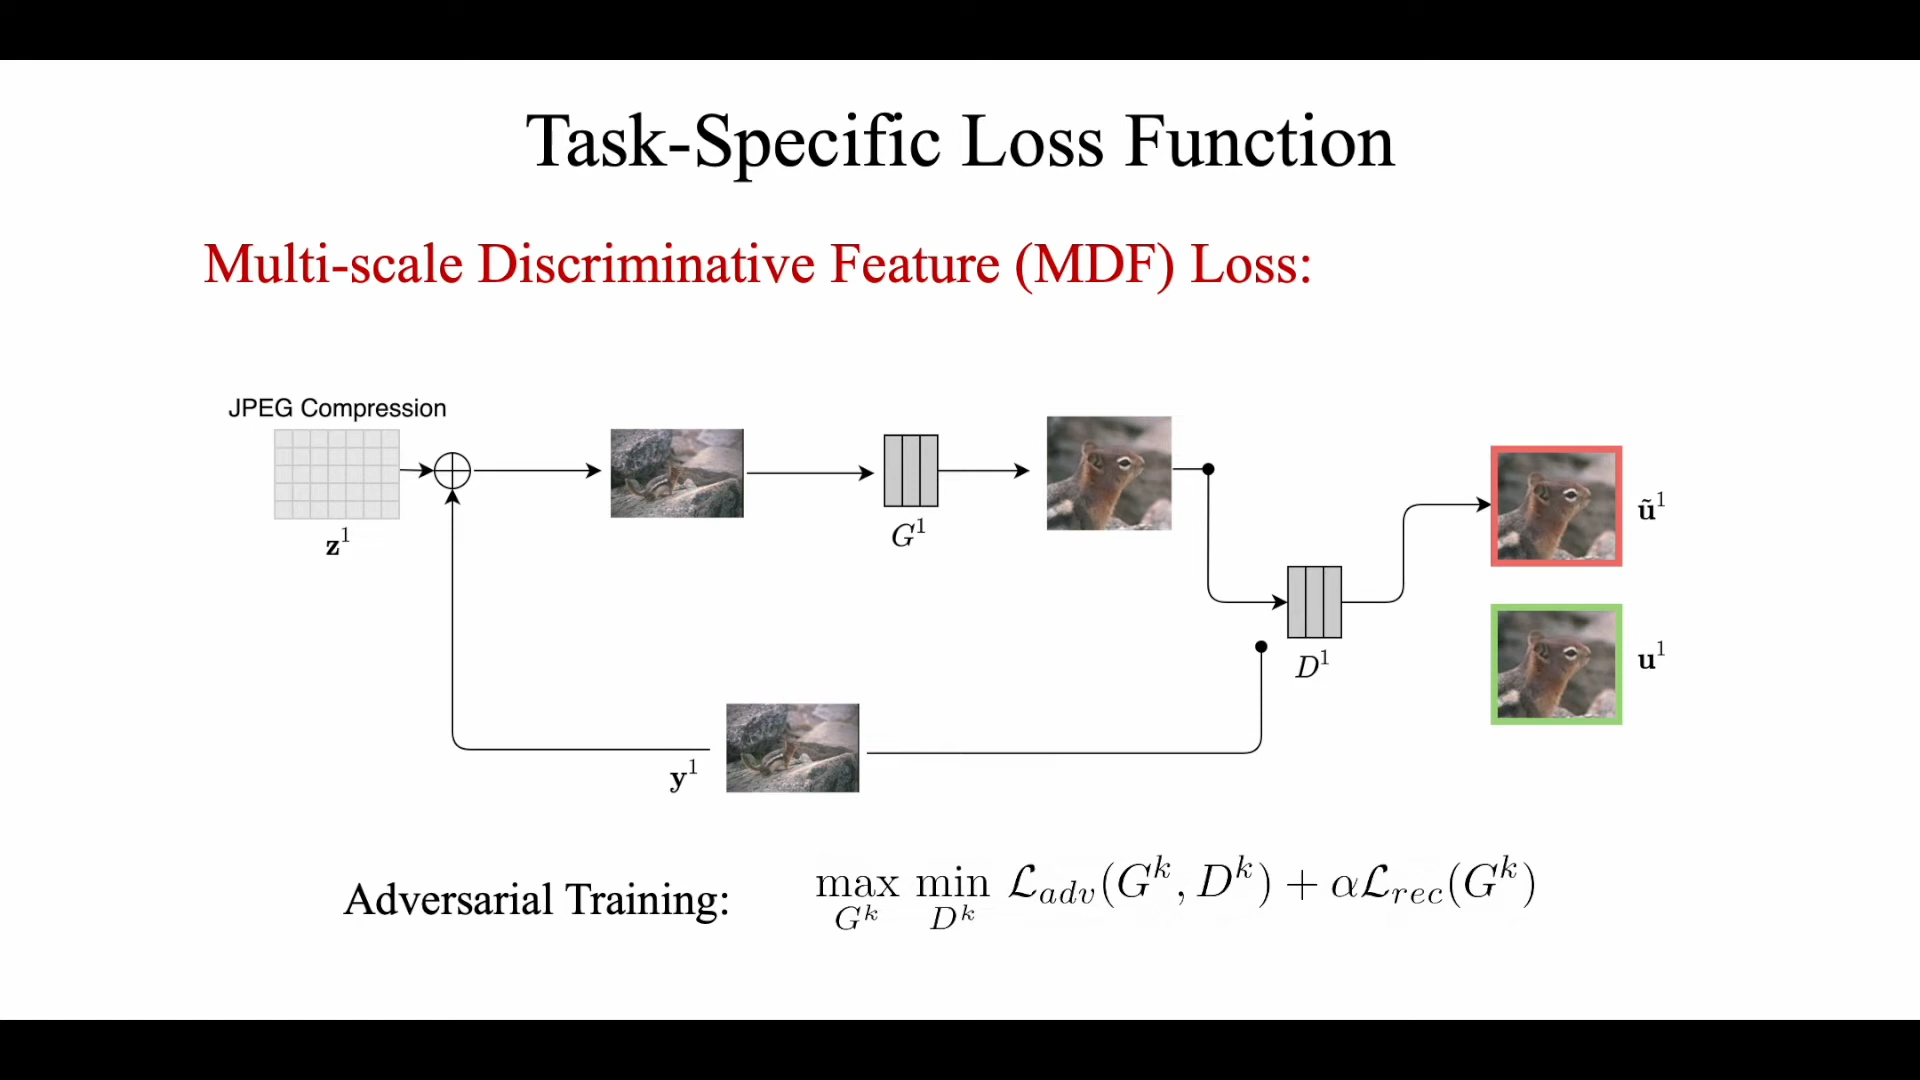 Task-Specific Loss Function
Multi-scale Discriminative Feature (MDF) Loss:
JPEG Compression
z¹
G¹
D¹
ũ¹
u¹
y¹
Adversarial Training: max_{G^k} min_{D^k} ℒ_{adv}(G^k, D^k) + αℒ_{rec}(G^k)